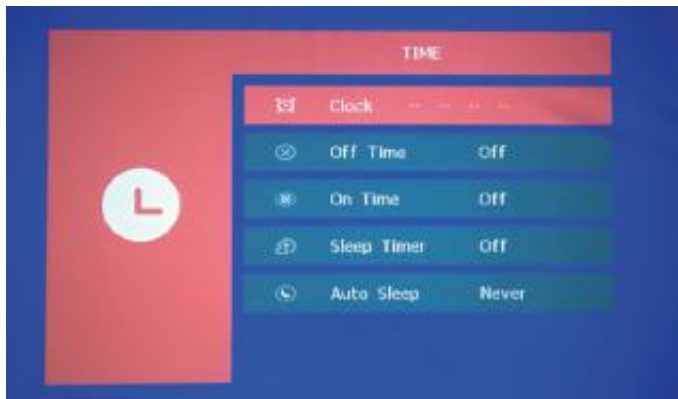 TIME
Clock -- -- -- --
Off Time Off
On Time Off
Sleep Timer Off
Auto Sleep Never